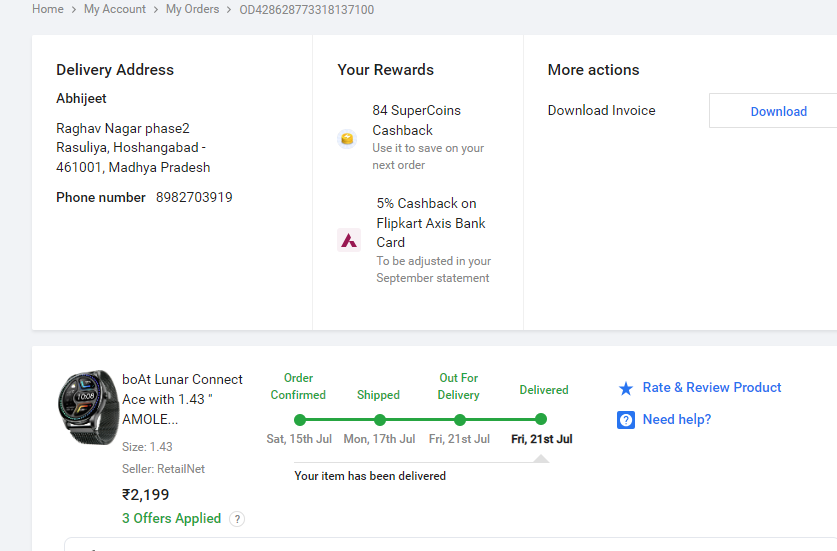 Home > My Account > My Orders > OD428628773318137100
Delivery Address
Abhijeet
Raghav Nagar phase2
Rasuliya, Hoshangabad -
461001, Madhya Pradesh
Phone number 8982703919
Your Rewards
84 SuperCoins
Cashback
Use it to save on your
next order
5% Cashback on
Flipkart Axis Bank
Card
To be adjusted in your
September statement
More actions
Download Invoice
Download
10:08
boAt Lunar Connect
Ace with 1.43 "
AMOLE...
Size: 1.43
Seller: RetailNet
₹2,199
3 Offers Applied ?
Order
Confirmed
Sat, 15th Jul
Shipped
Mon, 17th Jul
Out For
Delivery
Fri, 21st Jul
Delivered
Fri, 21st Jul
Your item has been delivered
Rate & Review Product
? Need help?